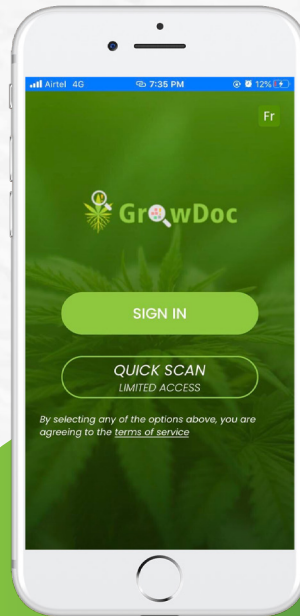 Airtel 4G 7:35 PM 12%
Fr
GrowDoc
SIGN IN
QUICK SCAN
LIMITED ACCESS
By selecting any of the options above, you are
agreeing to the terms of service